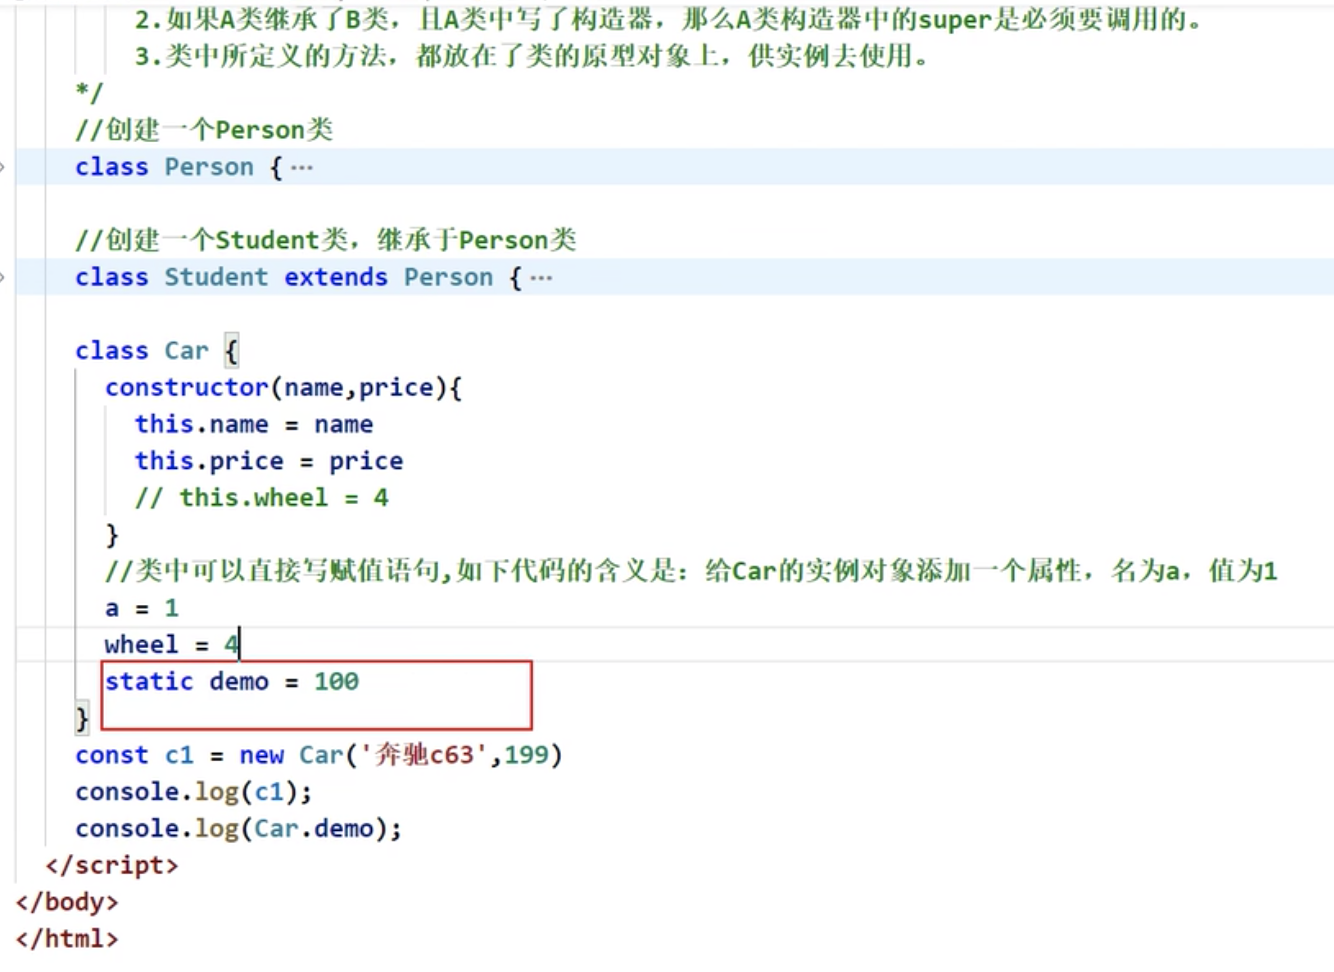 2.如果A类继承了B类，且A类中写了构造器，那么A类构造器中的super是必须要调用的。
3.类中所定义的方法，都放在了类的原型对象上，供实例去使用。
*/
//创建一个Person类
class Person {···
//创建一个Student类，继承于Person类
class Student extends Person {···
class Car {
constructor(name,price){
this.name = name
this.price = price
// this.wheel = 4
}
//类中可以直接写赋值语句,如下代码的含义是：给Car的实例对象添加一个属性，名为a，值为1
a = 1
wheel = 4
static demo = 100
}
const c1 = new Car('奔驰c63',199)
console.log(c1);
console.log(Car.demo);
</script>
</body>
</html>